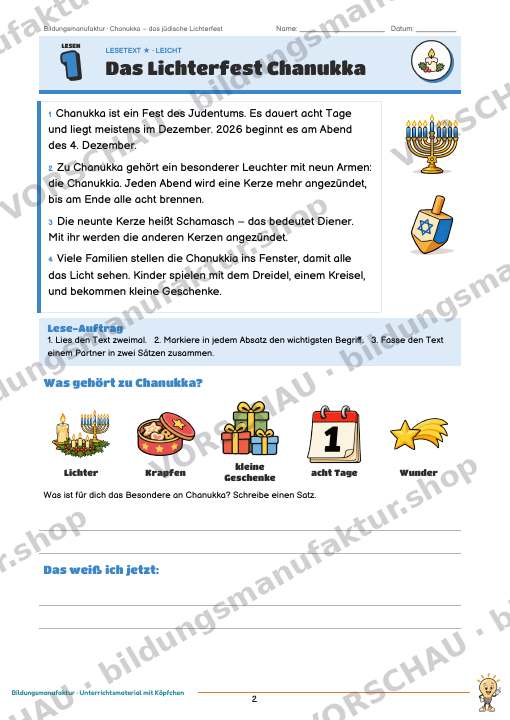 Bildungsmanufaktur · Chanukka – das jüdische Lichterfest Name: Datum:
LESEN
1
LESETEXT ★ · LEICHT
Das Lichterfest Chanukka
1 Chanukka ist ein Fest des Judentums. Es dauert acht Tage
und liegt meistens im Dezember. 2026 beginnt es am Abend
des 4. Dezember.
2 Zu Chanukka gehört ein besonderer Leuchter mit neun Armen:
die Chanukkia. Jeden Abend wird eine Kerze mehr angezündet,
bis am Ende alle acht brennen.
3 Die neunte Kerze heißt Schamasch – das bedeutet Diener.
Mit ihr werden die anderen Kerzen angezündet.
4 Viele Familien stellen die Chanukkia ins Fenster, damit alle
das Licht sehen. Kinder spielen mit dem Dreidel, einem Kreisel,
und bekommen kleine Geschenke.
Lese-Auftrag
1. Lies den Text zweimal. 2. Markiere in jedem Absatz den wichtigsten Begriff. 3. Fasse den Text
einem Partner in zwei Sätzen zusammen.
Was gehört zu Chanukka?
1
Lichter Krapfen kleine Geschenke acht Tage Wunder
Was ist für dich das Besondere an Chanukka? Schreibe einen Satz.
Das weiß ich jetzt:
Bildungsmanufaktur · Unterrichtsmaterial mit Köpfchen
2
VORSCHAU · bildungsmanufaktur.shop